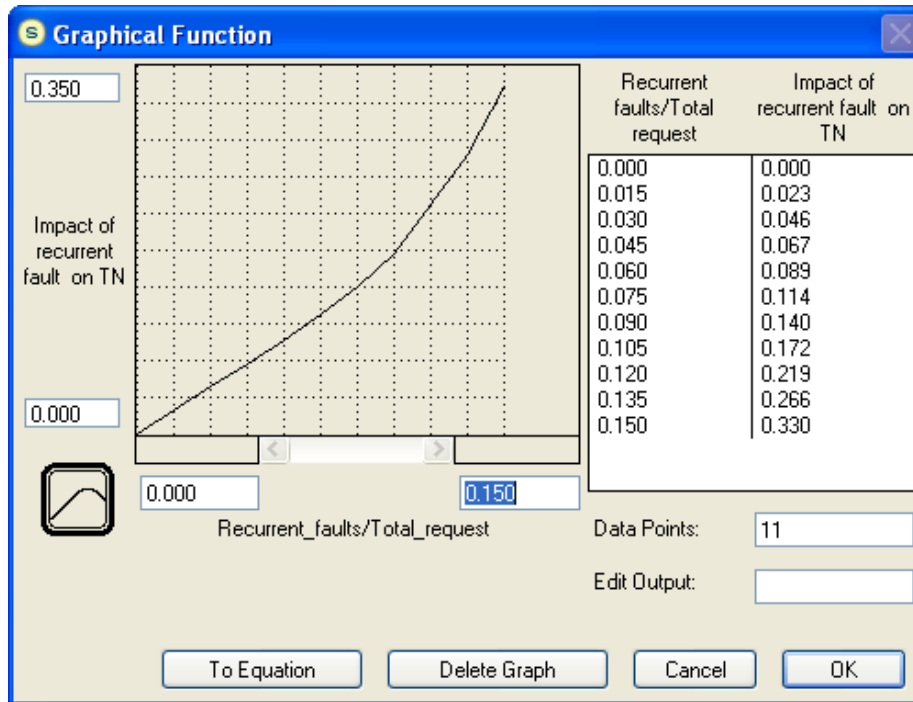 S Graphical Function
0.350
Impact of
recurrent
fault on TN
0.000
0.000
0.150
Recurrent_faults/Total_request
Recurrent
faults/Total
request
Impact of
recurrent fault on
TN
0.000 0.000
0.015 0.023
0.030 0.046
0.045 0.067
0.060 0.089
0.075 0.114
0.090 0.140
0.105 0.172
0.120 0.219
0.135 0.266
0.150 0.330
Data Points: 11
Edit Output:
To Equation
Delete Graph
Cancel
OK